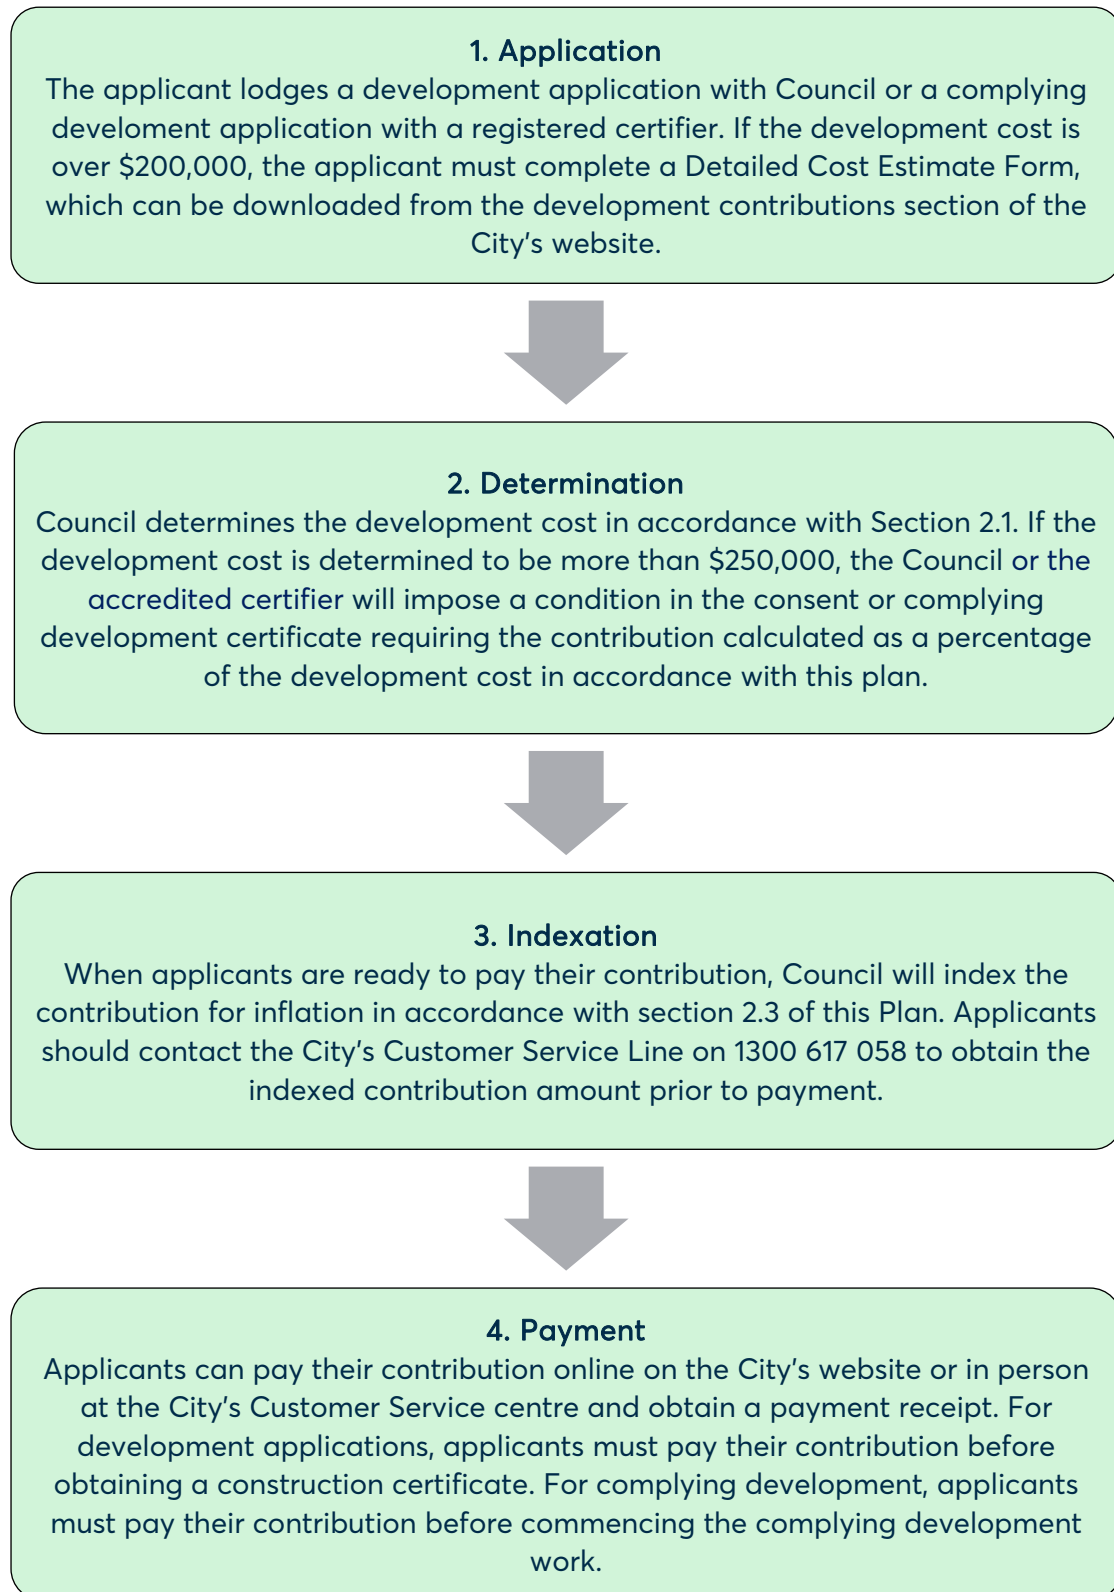 1. Application
The applicant lodges a development application with Council or a complying
develoment application with a registered certifier. If the development cost is
over $200,000, the applicant must complete a Detailed Cost Estimate Form,
which can be downloaded from the development contributions section of the
City's website.
2. Determination
Council determines the development cost in accordance with Section 2.1. If the
development cost is determined to be more than $250,000, the Council or the
accredited certifier will impose a condition in the consent or complying
development certificate requiring the contribution calculated as a percentage
of the development cost in accordance with this plan.
3. Indexation
When applicants are ready to pay their contribution, Council will index the
contribution for inflation in accordance with section 2.3 of this Plan. Applicants
should contact the City's Customer Service Line on 1300 617 058 to obtain the
indexed contribution amount prior to payment.
4. Payment
Applicants can pay their contribution online on the City's website or in person
at the City's Customer Service centre and obtain a payment receipt. For
development applications, applicants must pay their contribution before
obtaining a construction certificate. For complying development, applicants
must pay their contribution before commencing the complying development
work.